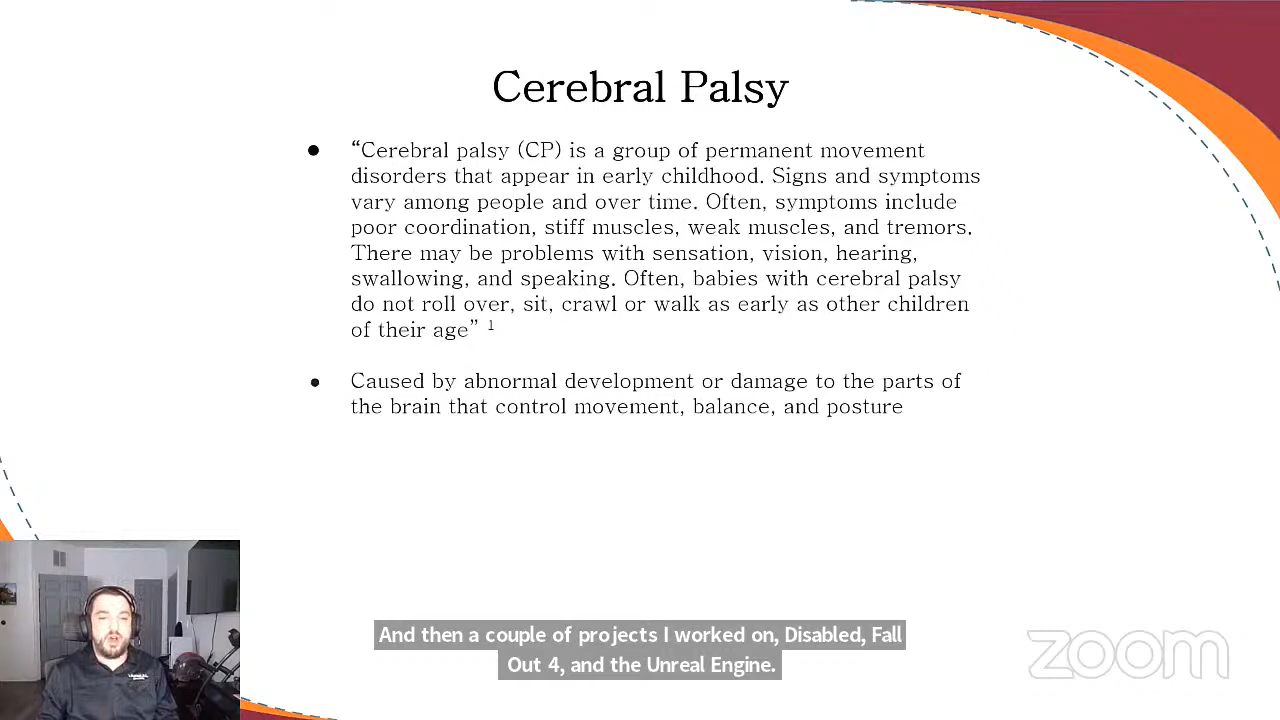 Cerebral Palsy
● “Cerebral palsy (CP) is a group of permanent movement
disorders that appear in early childhood. Signs and symptoms
vary among people and over time. Often, symptoms include
poor coordination, stiff muscles, weak muscles, and tremors.
There may be problems with sensation, vision, hearing,
swallowing, and speaking. Often, babies with cerebral palsy
do not roll over, sit, crawl or walk as early as other children
of their age” 1
● Caused by abnormal development or damage to the parts of
the brain that control movement, balance, and posture
And then a couple of projects I worked on, Disabled, Fall
Out 4, and the Unreal Engine.
zoom